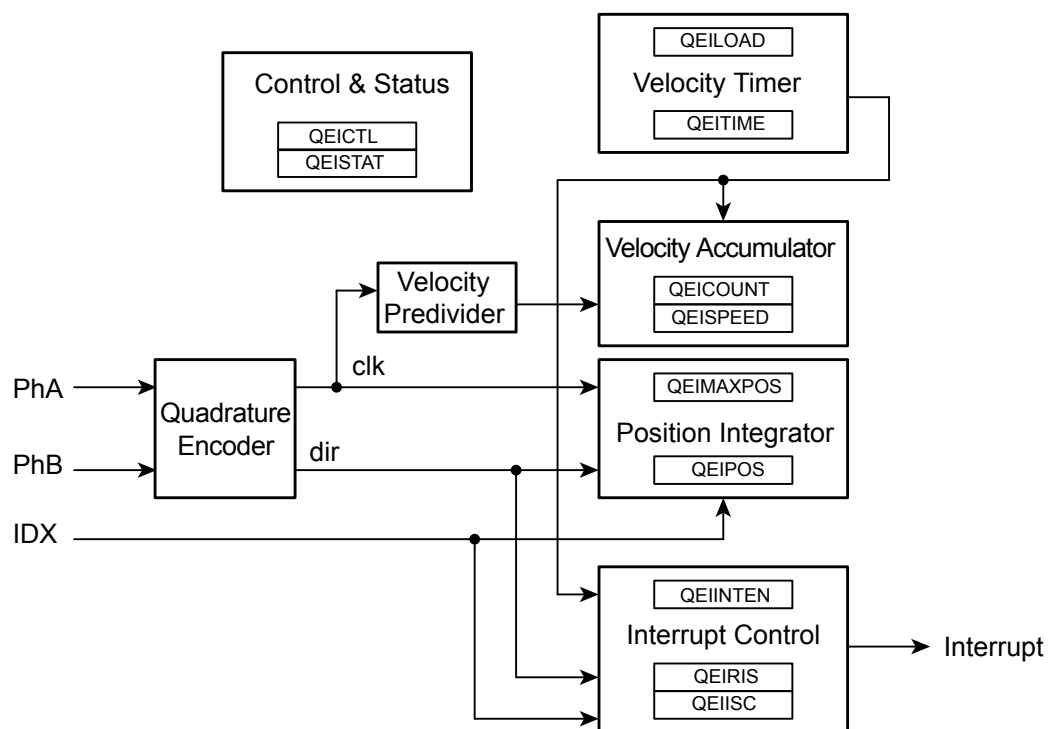 QEILOAD
Velocity Timer
QEITIME
Control & Status
QEICTL
QEISTAT
Velocity Accumulator
QEICOUNT
QEISPEED
Velocity
Predivider
clk
PhA
Quadrature
Encoder
QEIMAXPOS
Position Integrator
QEIPOS
dir
PhB
IDX
QEIINTEN
Interrupt Control
QEIRIS
QEIISC
Interrupt